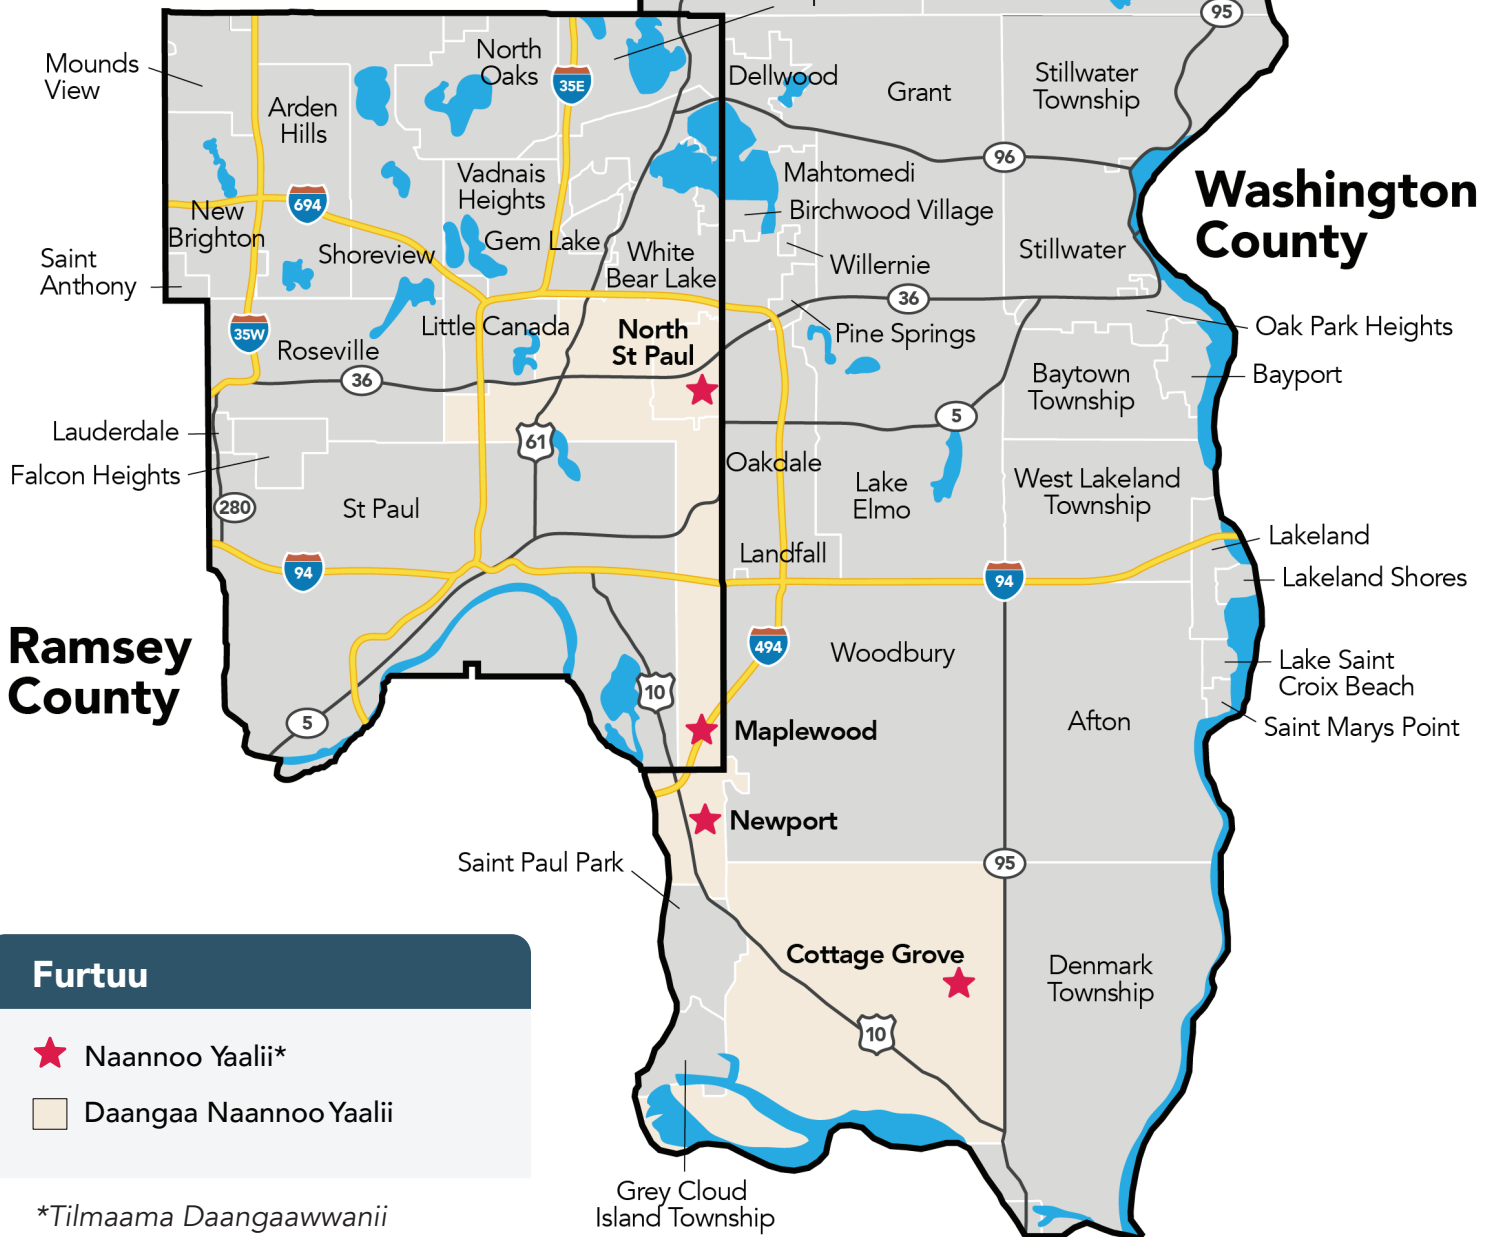 95
Mounds
View
North
Oaks
35E
Dellwood
Grant
Stillwater
Township
Arden
Hills
96
Vadnais
Heights
Mahtomedi
Washington
County
694
New
Brighton
Birchwood Village
Shoreview
Gem Lake
White
Bear Lake
Stillwater
Saint
Anthony
Willernie
36
35W
Little Canada
North
St Paul
Pine Springs
Oak Park Heights
Roseville
36
Baytown
Township
Bayport
5
Lauderdale
61
Falcon Heights
Oakdale
Lake
Elmo
West Lakeland
Township
280
St Paul
Lakeland
Landfall
94
94
Lakeland Shores
Ramsey
County
494
Woodbury
Lake Saint
Croix Beach
10
5
Maplewood
Afton
Saint Marys Point
Newport
Saint Paul Park
95
Cottage Grove
Denmark
Township
10
Furtuu
Naannoo Yaalii*
Daangaa Naannoo Yaalii
Grey Cloud
Island Township
*Tilmaama Daangaawwanii